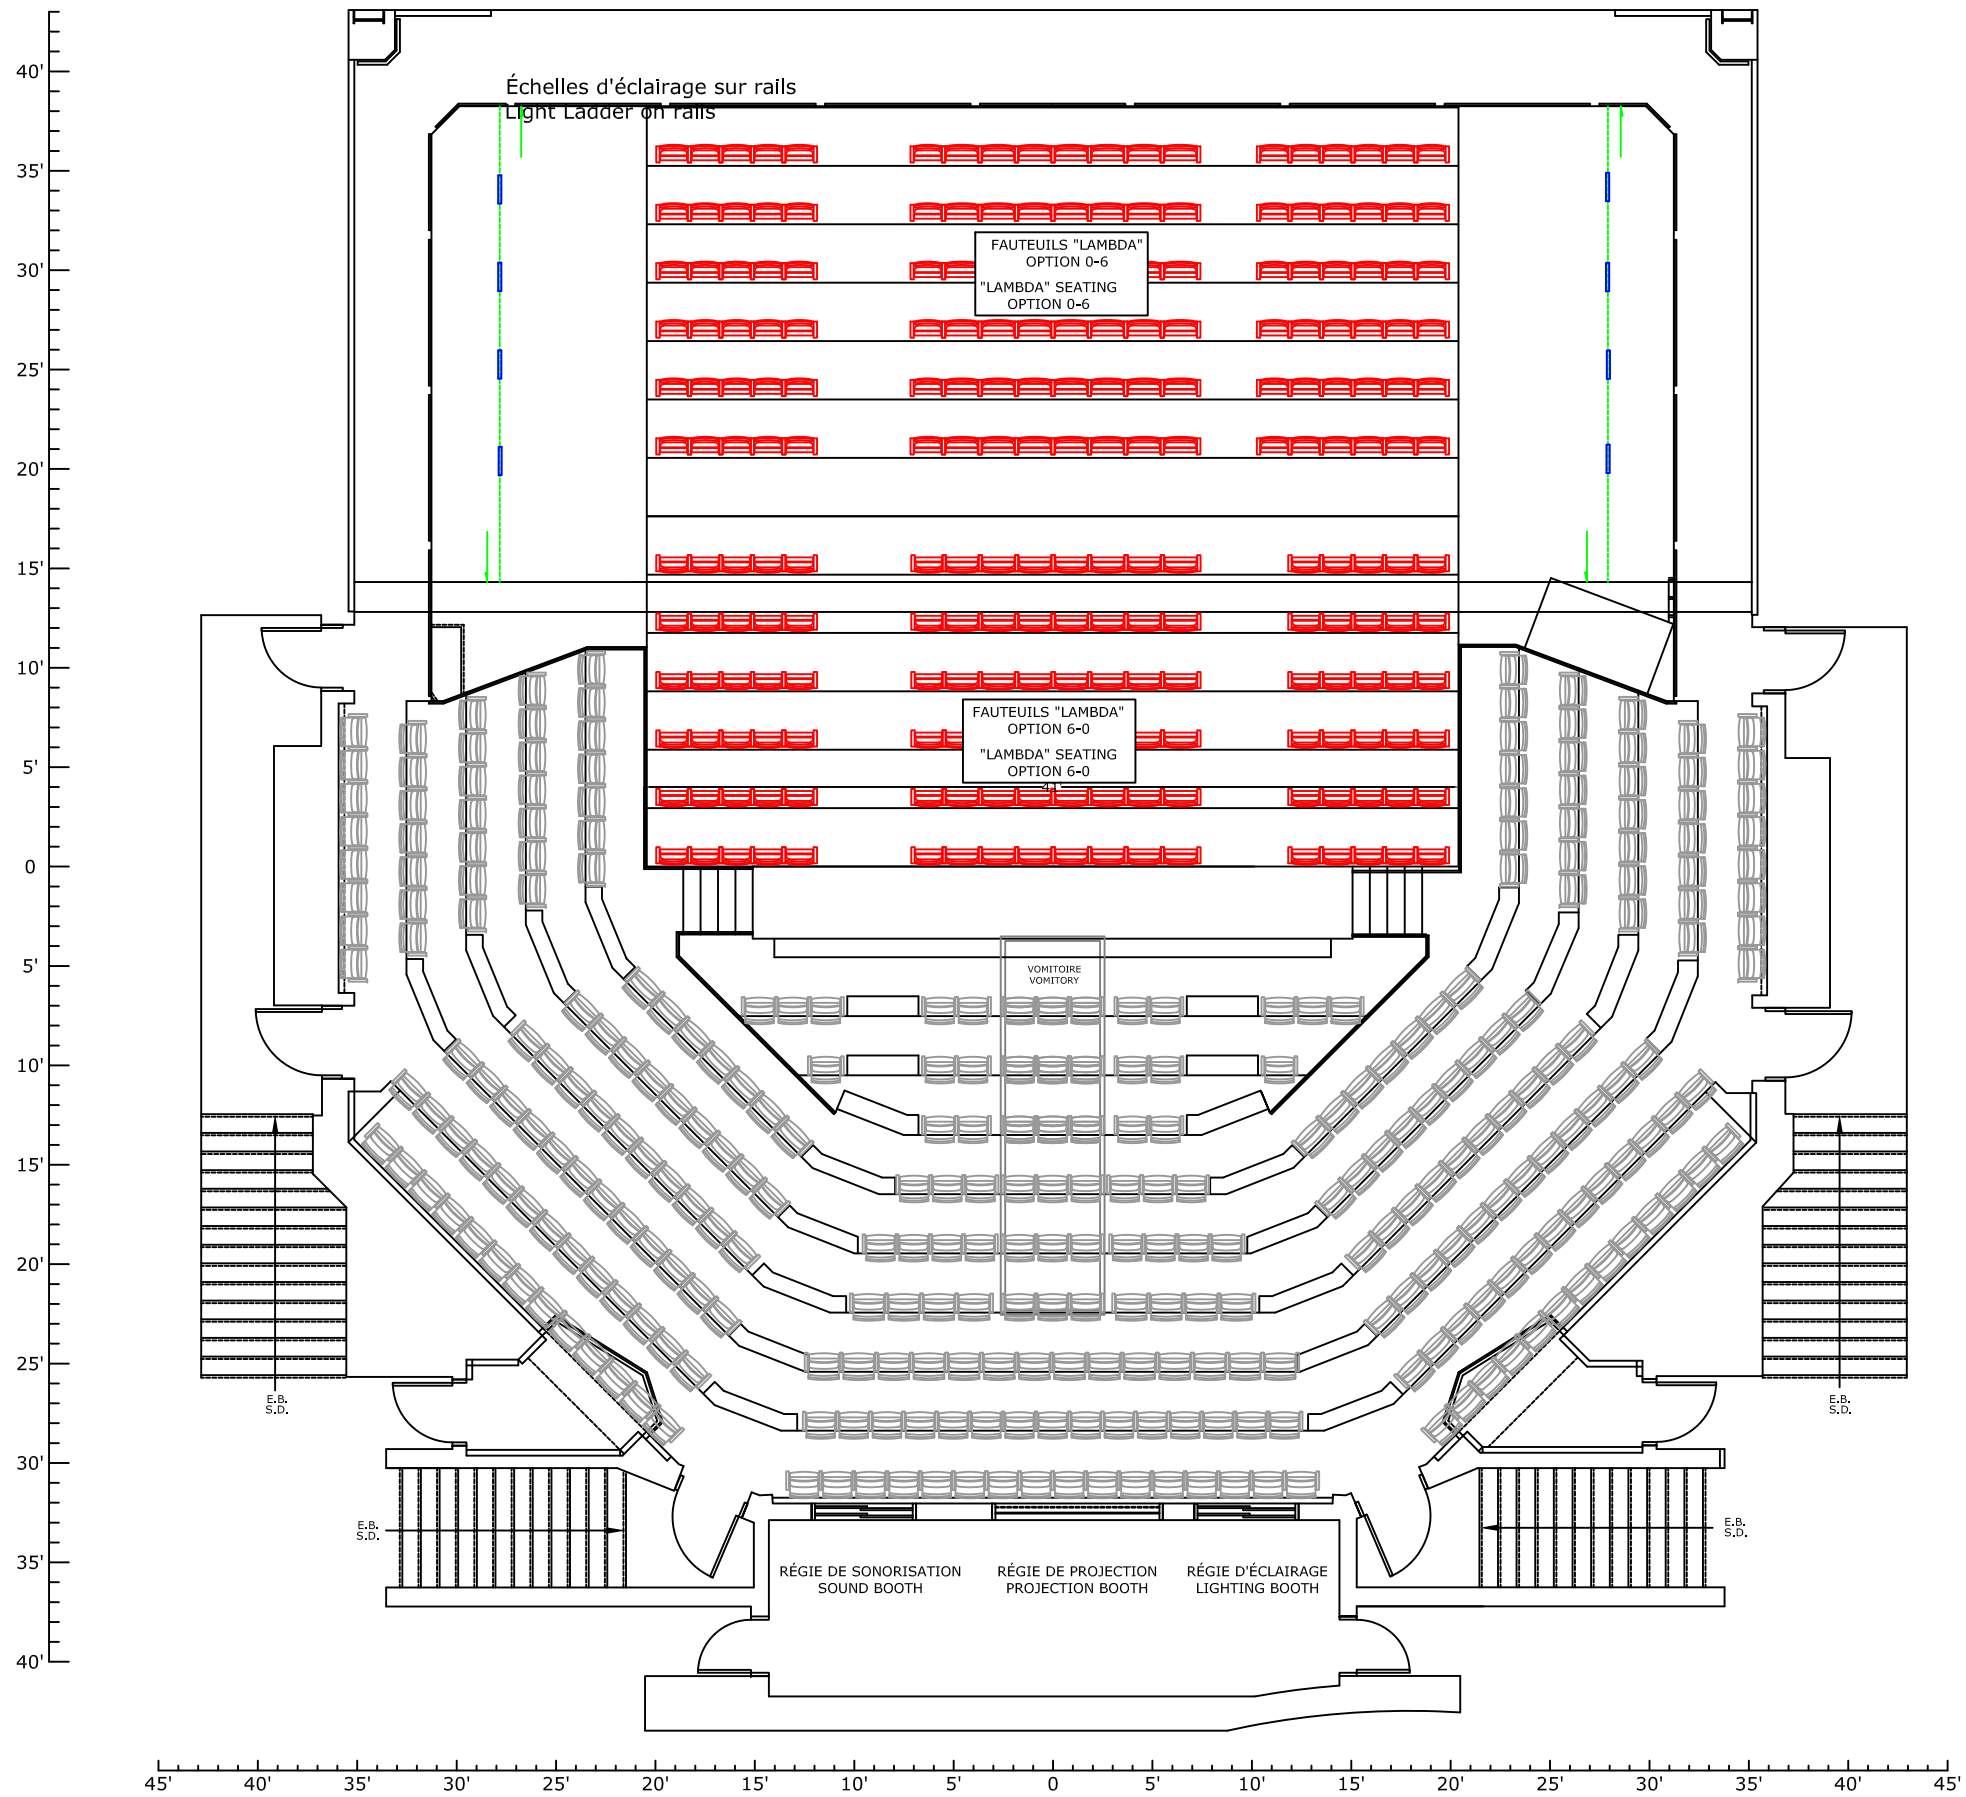 Échelles d'éclairage sur rails
Light Ladder on rails
40'
35'
30'
25'
20'
15'
10'
5'
0
5'
10'
15'
20'
25'
30'
35'
40'
FAUTEUILS "LAMBDA"
OPTION 0-6
"LAMBDA" SEATING
OPTION 0-6
FAUTEUILS "LAMBDA"
OPTION 6-0
"LAMBDA" SEATING
OPTION 6-0
41'
VOMITOIRE
VOMITORY
E.B.
S.D.
E.B.
S.D.
E.B.
S.D.
E.B.
S.D.
RÉGIE DE SONORISATION
SOUND BOOTH
RÉGIE DE PROJECTION
PROJECTION BOOTH
RÉGIE D'ÉCLAIRAGE
LIGHTING BOOTH
45' 40' 35' 30' 25' 20' 15' 10' 5' 0 5' 10' 15' 20' 25' 30' 35' 40' 45'